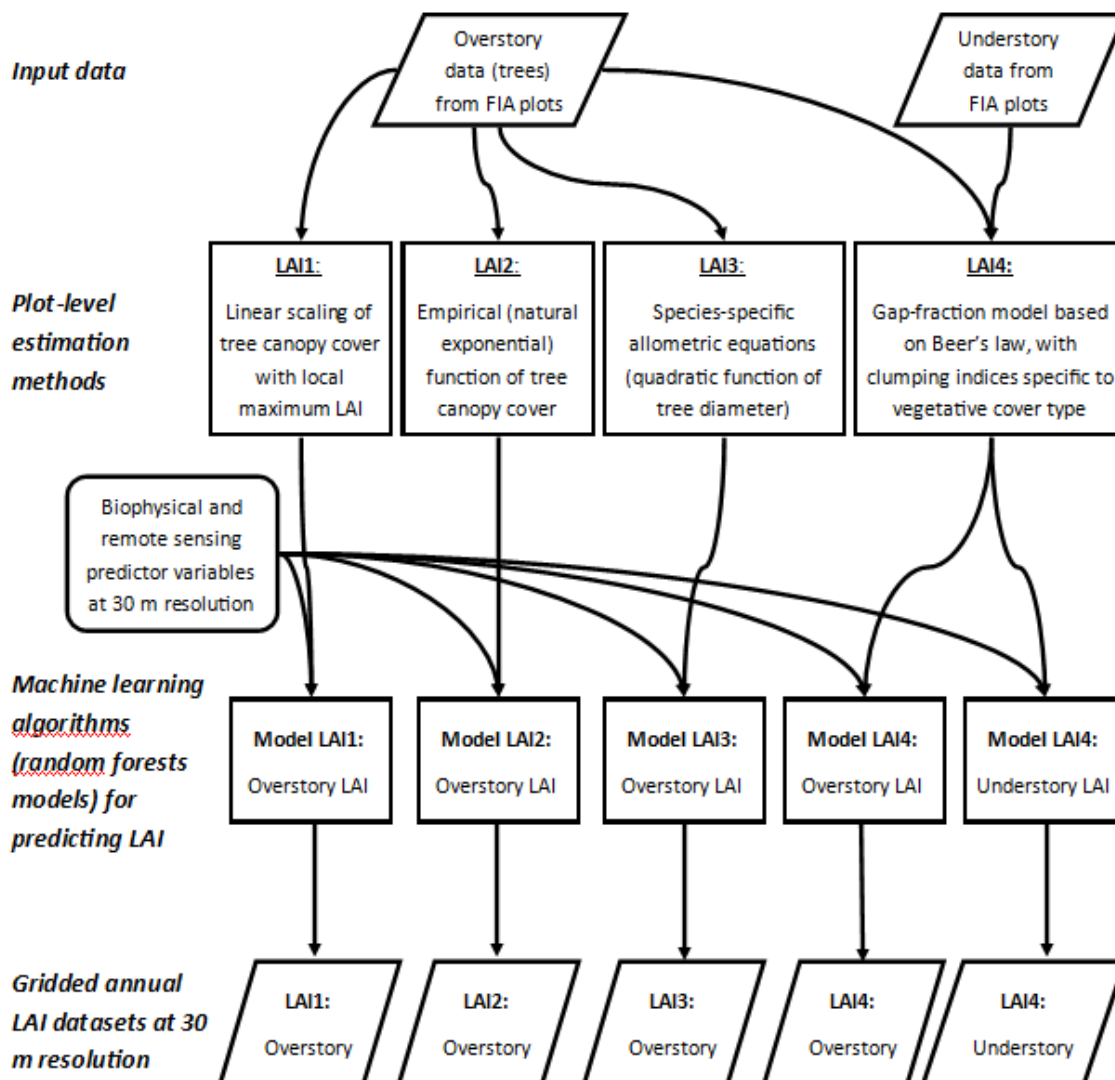 Input data
Overstory
data (trees)
from FIA plots
Understory
data from
FIA plots
Plot-level
estimation
methods
LAI1:
Linear scaling of
tree canopy cover
with local
maximum LAI
LAI2:
Empirical (natural
exponential)
function of tree
canopy cover
LAI3:
Species-specific
allometric equations
(quadratic function of
tree diameter)
LAI4:
Gap-fraction model based
on Beer's law, with
clumping indices specific to
vegetative cover type
Biophysical and
remote sensing
predictor variables
at 30 m resolution
Machine learning
algorithms
(random forests
models) for
predicting LAI
Model LAI1:
Overstory LAI
Model LAI2:
Overstory LAI
Model LAI3:
Overstory LAI
Model LAI4:
Overstory LAI
Model LAI4:
Understory LAI
Gridded annual
LAI datasets at 30
m resolution
LAI1:
Overstory
LAI2:
Overstory
LAI3:
Overstory
LAI4:
Overstory
LAI4:
Understory